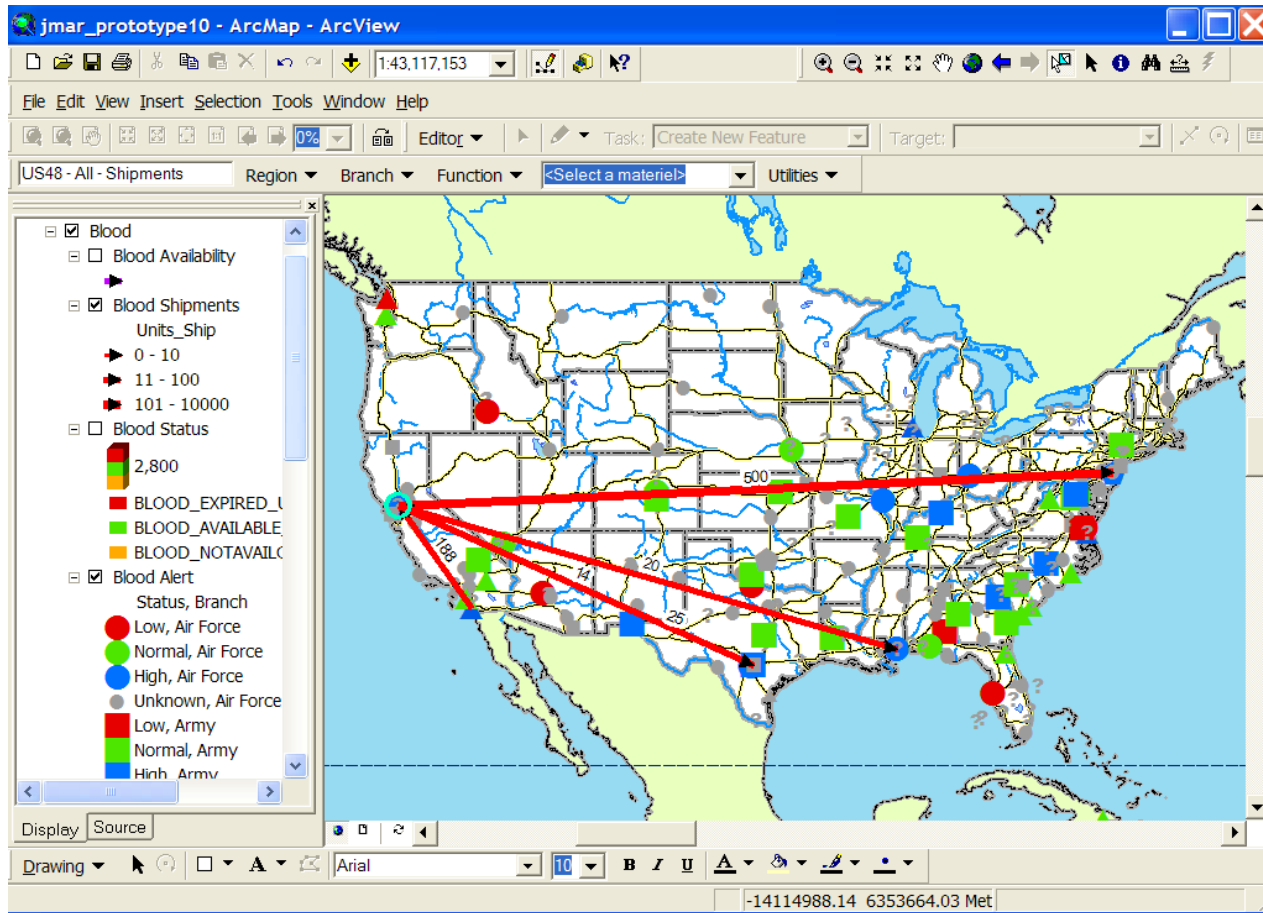 jmar_prototype10 - ArcMap - ArcView
1:43,117,153
File Edit View Insert Selection Tools Window Help
0% Editor Task: Create New Feature Target:
US48 - All - Shipments Region Branch Function <Select a materiel> Utilities
Blood
Blood Availability
Blood Shipments
Units_Ship
0 - 10
11 - 100
101 - 10000
Blood Status
2,800
BLOOD_EXPIRED_U
BLOOD_AVAILABLE_
BLOOD_NOTAVAILC
Blood Alert
Status, Branch
Low, Air Force
Normal, Air Force
High, Air Force
Unknown, Air Force
Low, Army
Normal, Army
High, Army
500
188
20
14
25
Display Source
Drawing A Arial 10 B I U A
-14114988.14 6353664.03 Met